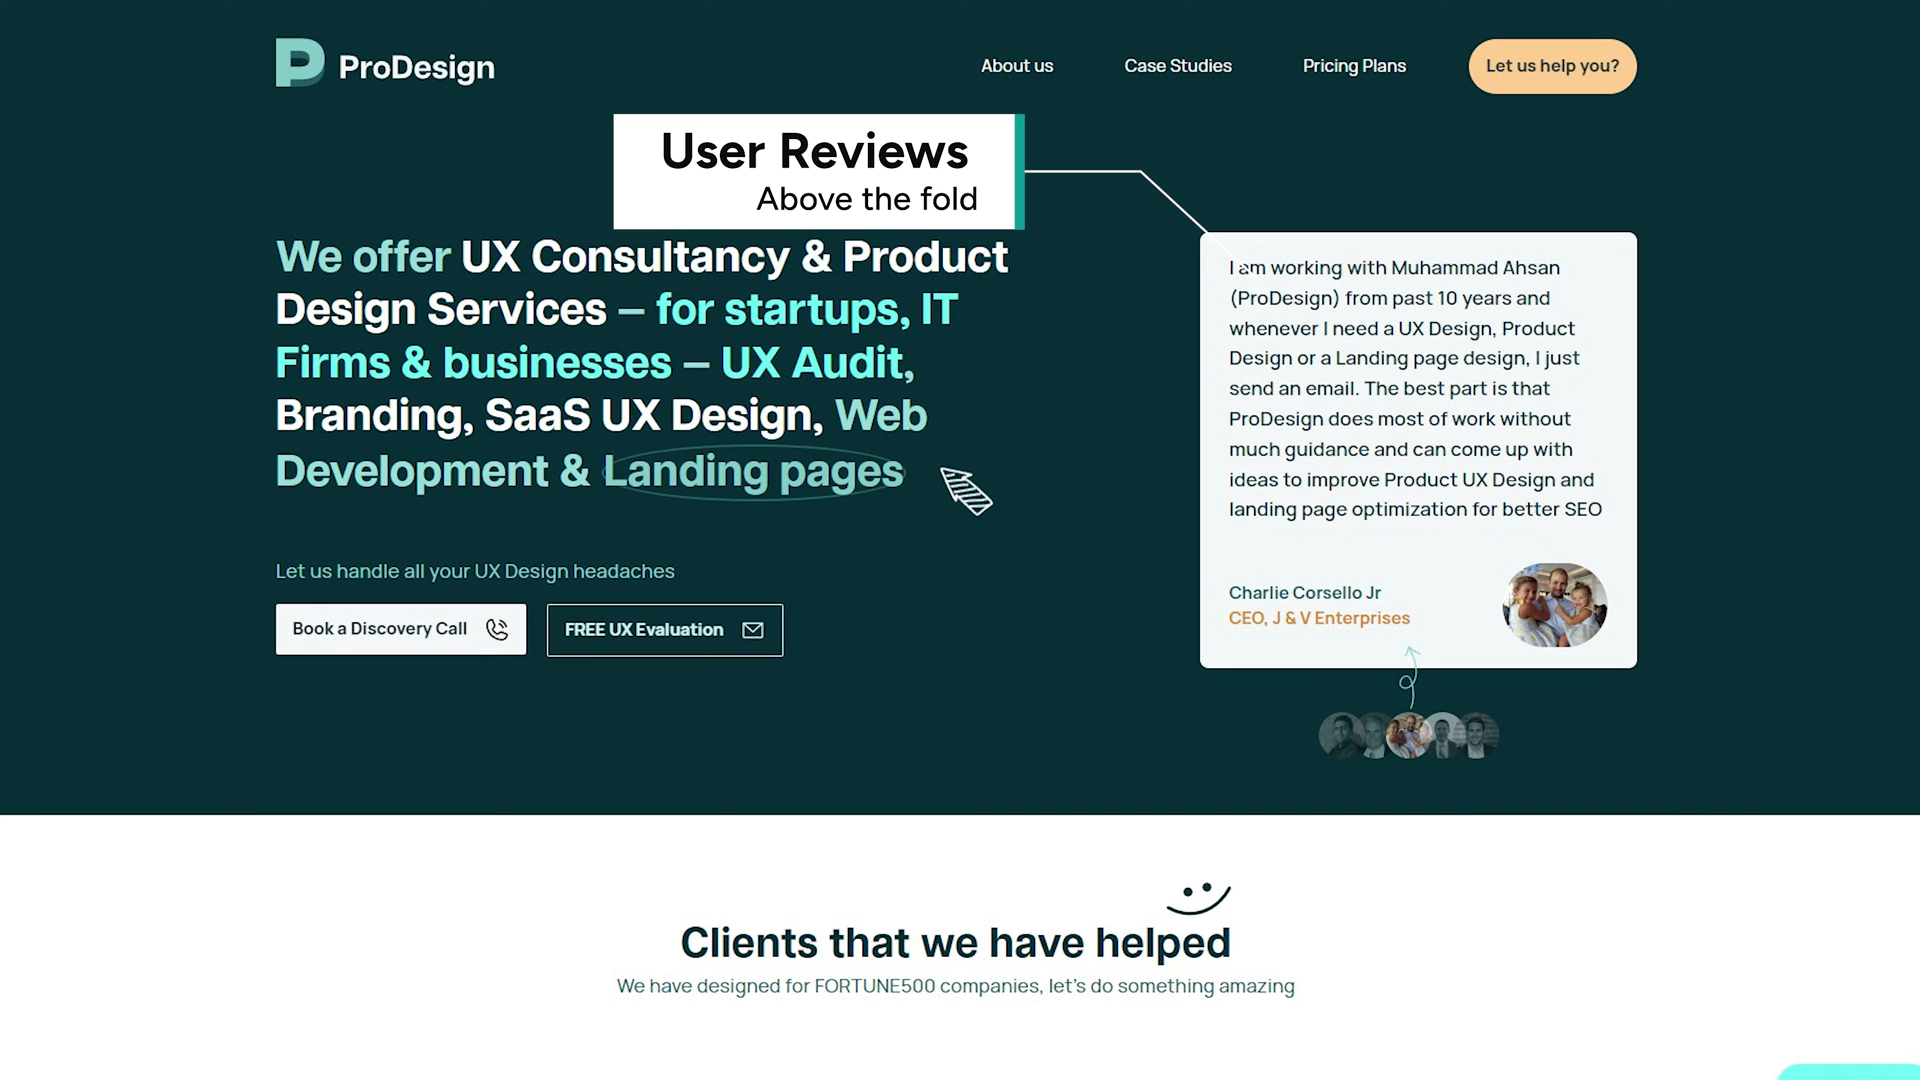 ProDesign
About us
Case Studies
Pricing Plans
Let us help you?
User Reviews
Above the fold
We offer UX Consultancy & Product
Design Services – for startups, IT
Firms & businesses – UX Audit,
Branding, SaaS UX Design, Web
Development & Landing pages
Let us handle all your UX Design headaches
Book a Discovery Call
FREE UX Evaluation
I am working with Muhammad Ahsan
(ProDesign) from past 10 years and
whenever I need a UX Design, Product
Design or a Landing page design, I just
send an email. The best part is that
ProDesign does most of work without
much guidance and can come up with
ideas to improve Product UX Design and
landing page optimization for better SEO
Charlie Corsello Jr
CEO, J & V Enterprises
Clients that we have helped
We have designed for FORTUNE500 companies, let's do something amazing